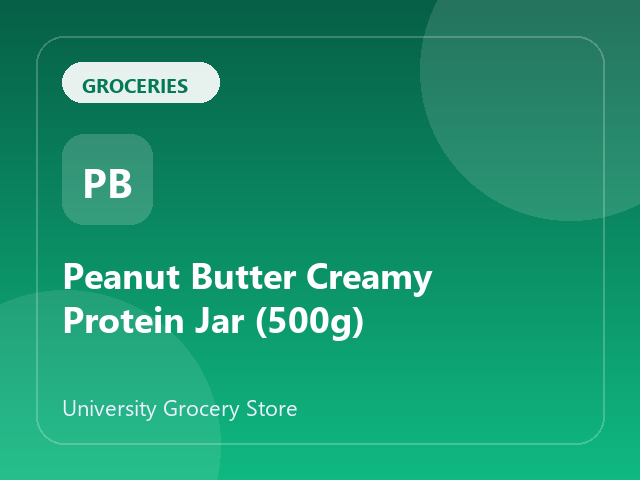 GROCERIES
PB
Peanut Butter Creamy
Protein Jar (500g)
University Grocery Store